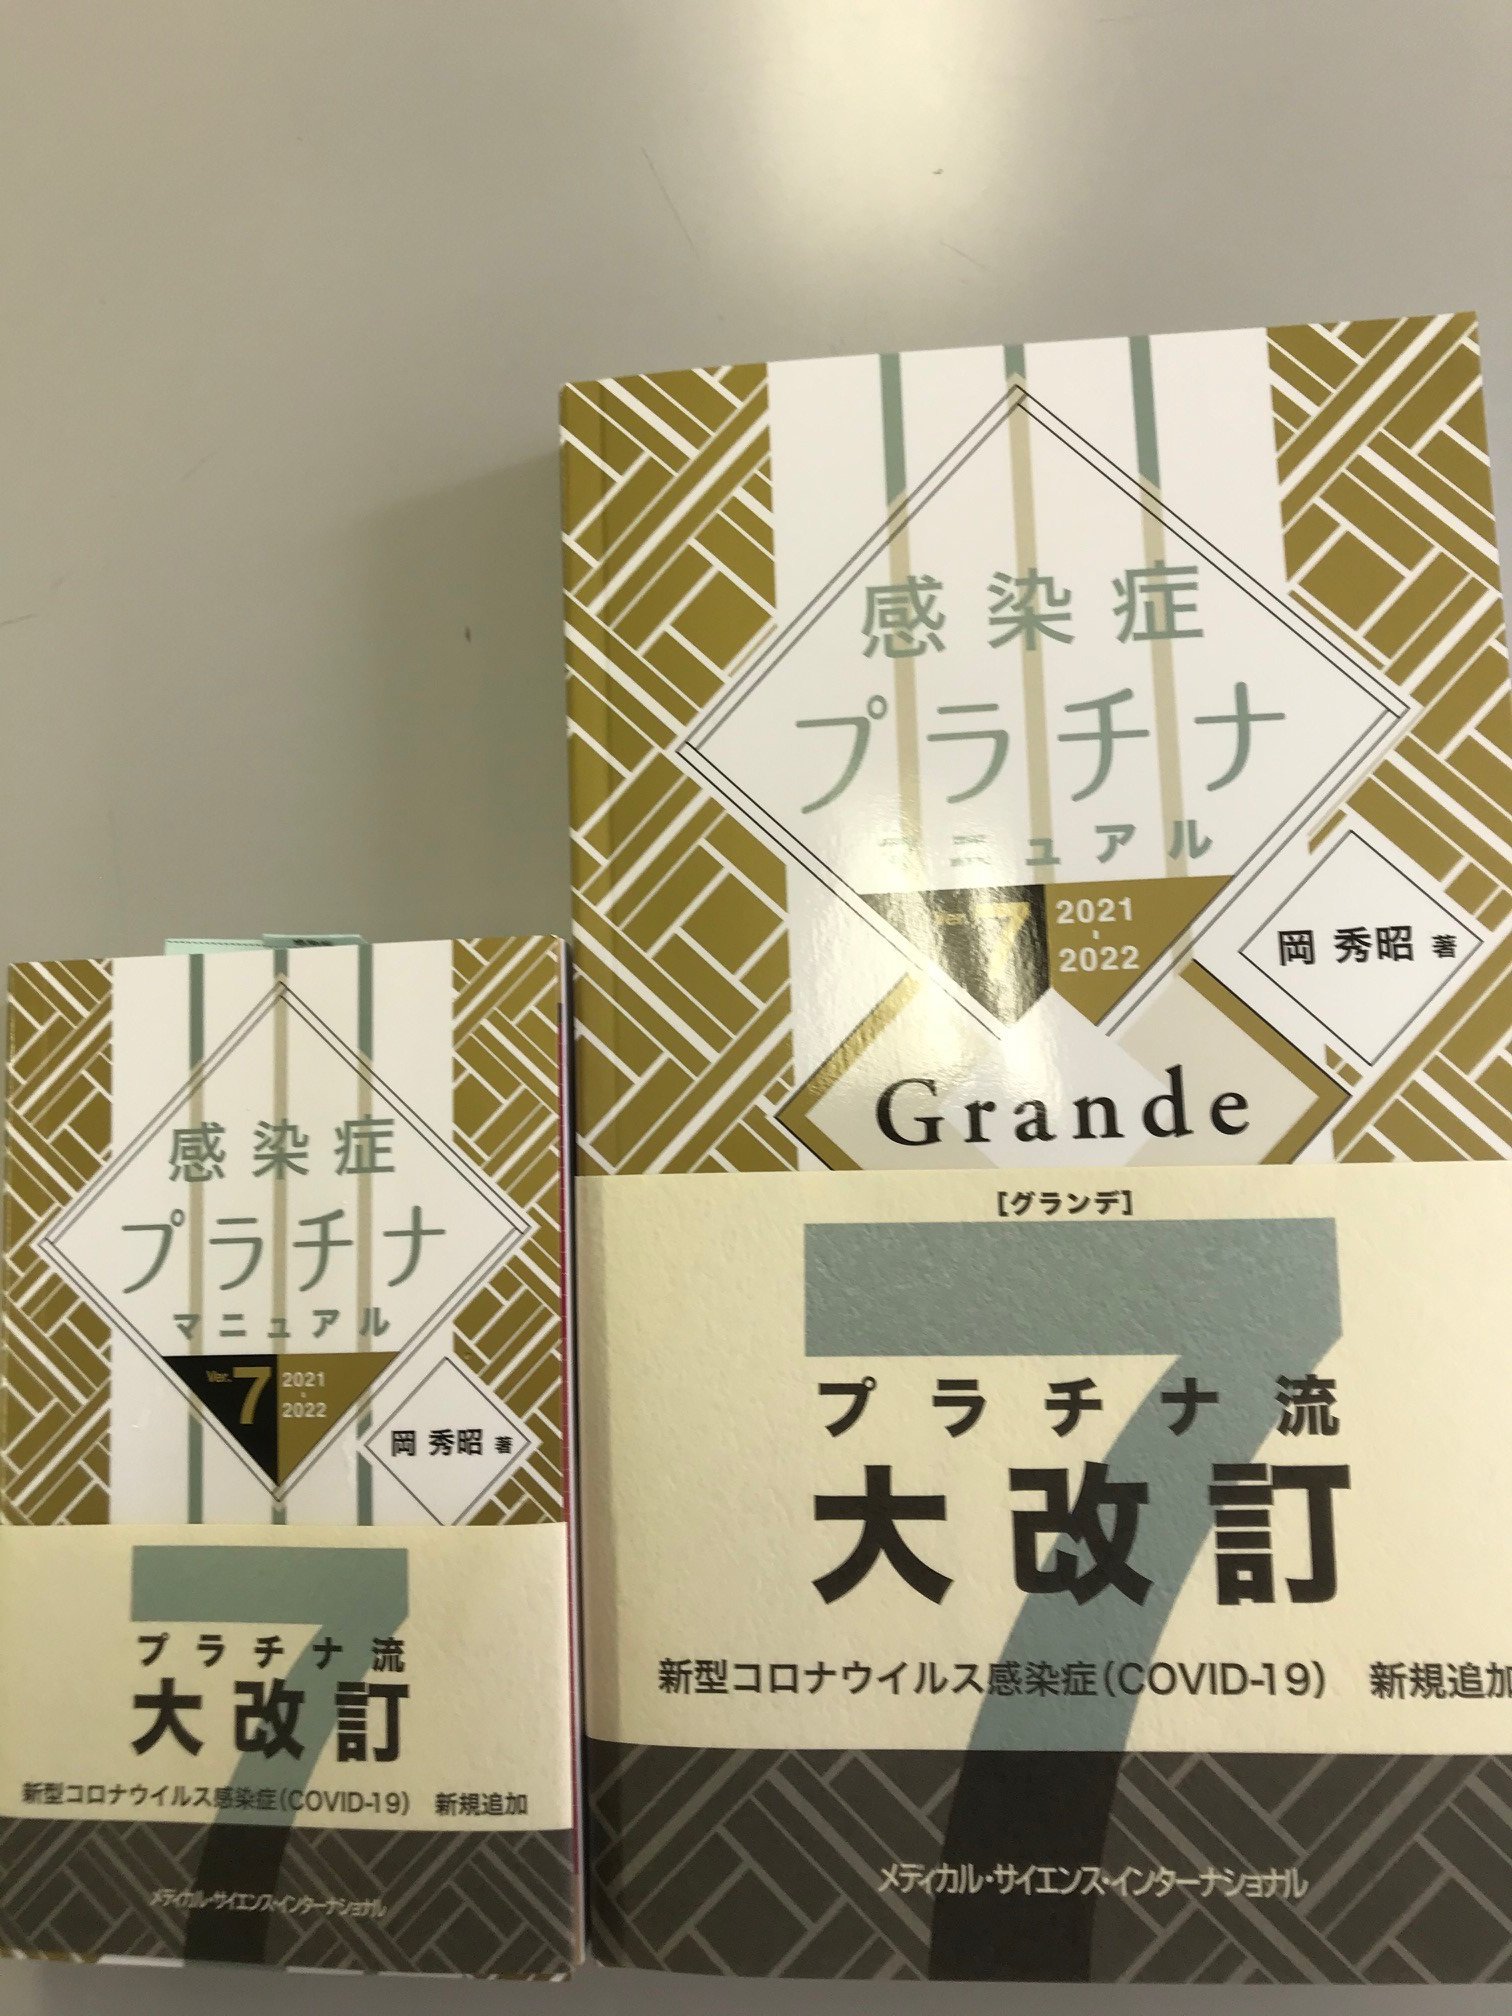 感染症
プラチナ
マニュアル
Ver. 7
2021
-
2022
岡 秀昭 著
7
プラチナ流
大改訂
新型コロナウイルス感染症(COVID-19) 新規追加
メディカル・サイエンス・インターナショナル
感染症
プラチナ
マニュアル
Ver. 7
2021
-
2022
岡 秀昭 著
Grande
[グランデ]
7
プラチナ流
大改訂
新型コロナウイルス感染症(COVID-19) 新規追加
メディカル・サイエンス・インターナショナル